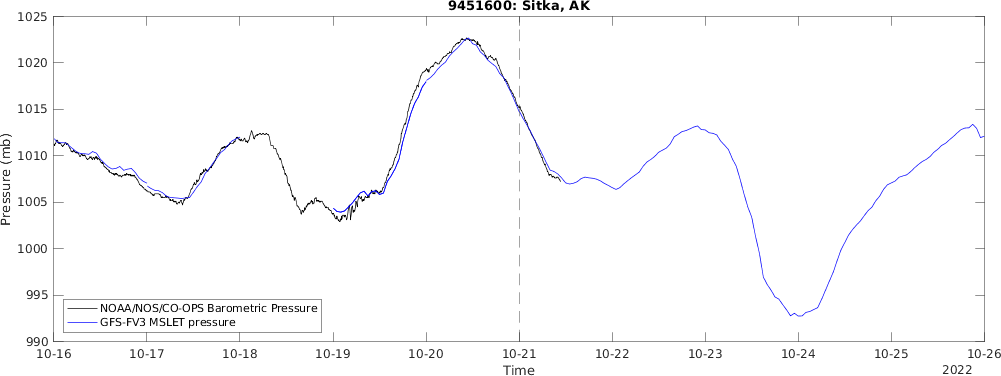 9451600: Sitka, AK
1025
1020
1015
1010
1005
1000
995
990
Pressure (mb)
NOAA/NOS/CO-OPS Barometric Pressure
GFS-FV3 MSLET pressure
10-16 10-17 10-18 10-19 10-20 10-21 10-22 10-23 10-24 10-25 10-26
Time
2022